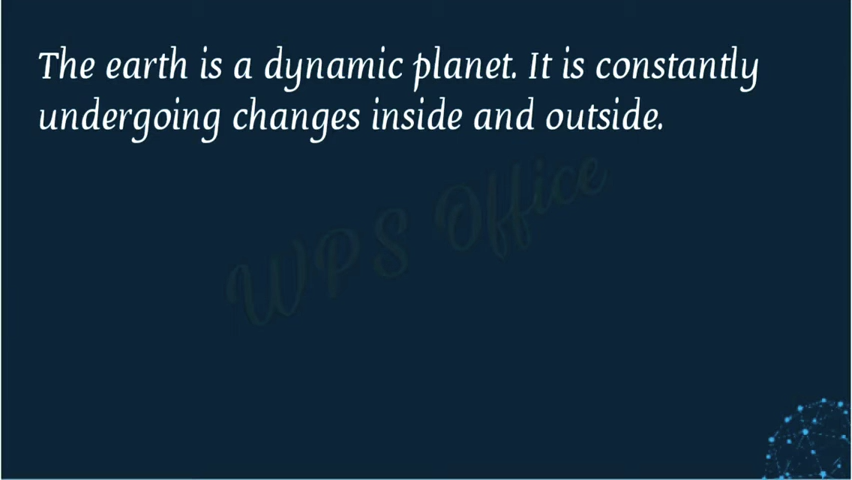 The earth is a dynamic planet. It is constantly
undergoing changes inside and outside.
WPS Office